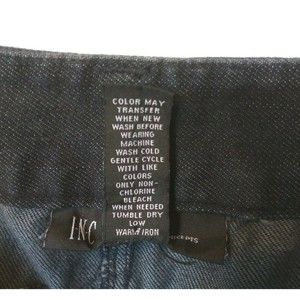 COLOR MAY
TRANSFER
WHEN NEW
WASH BEFORE
WEARING
MACHINE
WASH COLD
GENTLE CYCLE
WITH LIKE
COLORS
ONLY NON-
CHLORINE
BLEACH
WHEN NEEDED
TUMBLE DRY
LOW
WARM IRON
I·N·C